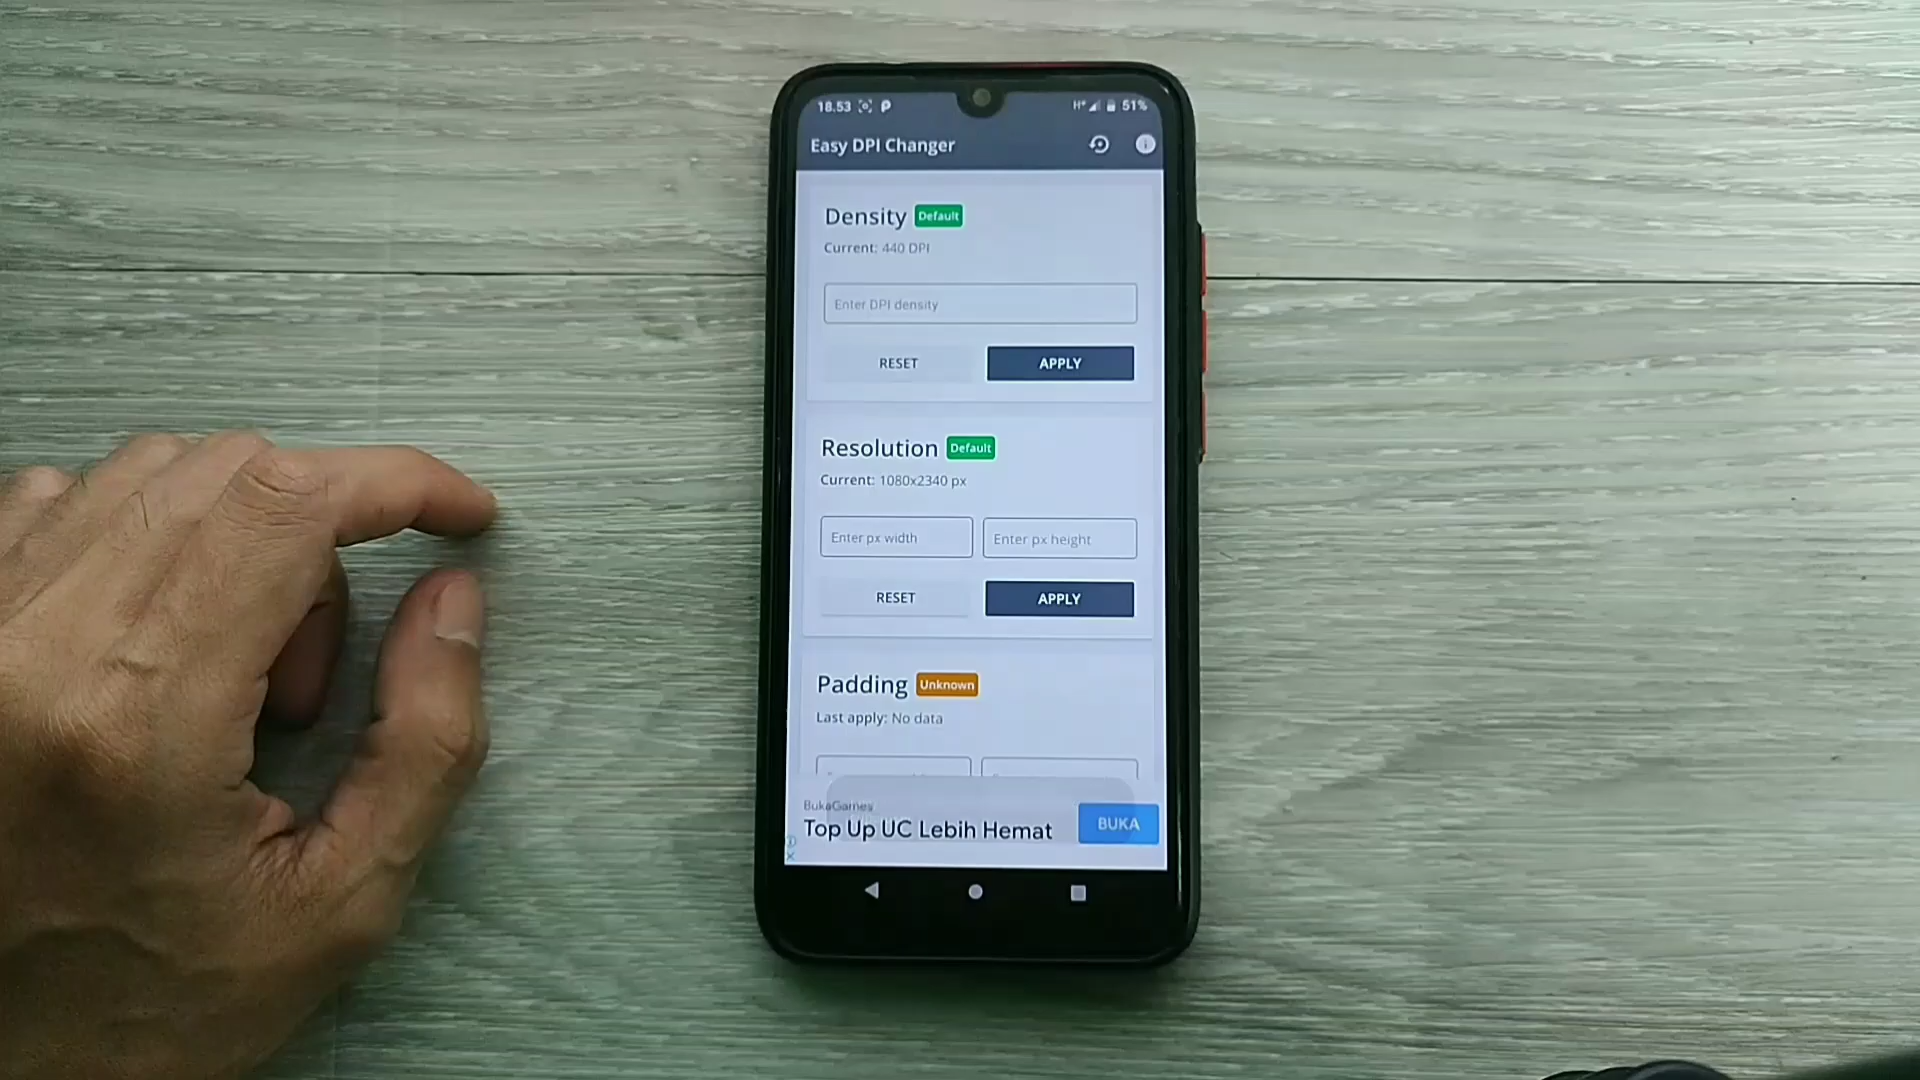 18.53 P H+ 51%
Easy DPI Changer
Density Default
Current: 440 DPI
Enter DPI density
RESET APPLY
Resolution Default
Current: 1080x2340 px
Enter px width Enter px height
RESET APPLY
Padding Unknown
Last apply: No data
BukaGames
Top Up UC Lebih Hemat
BUKA